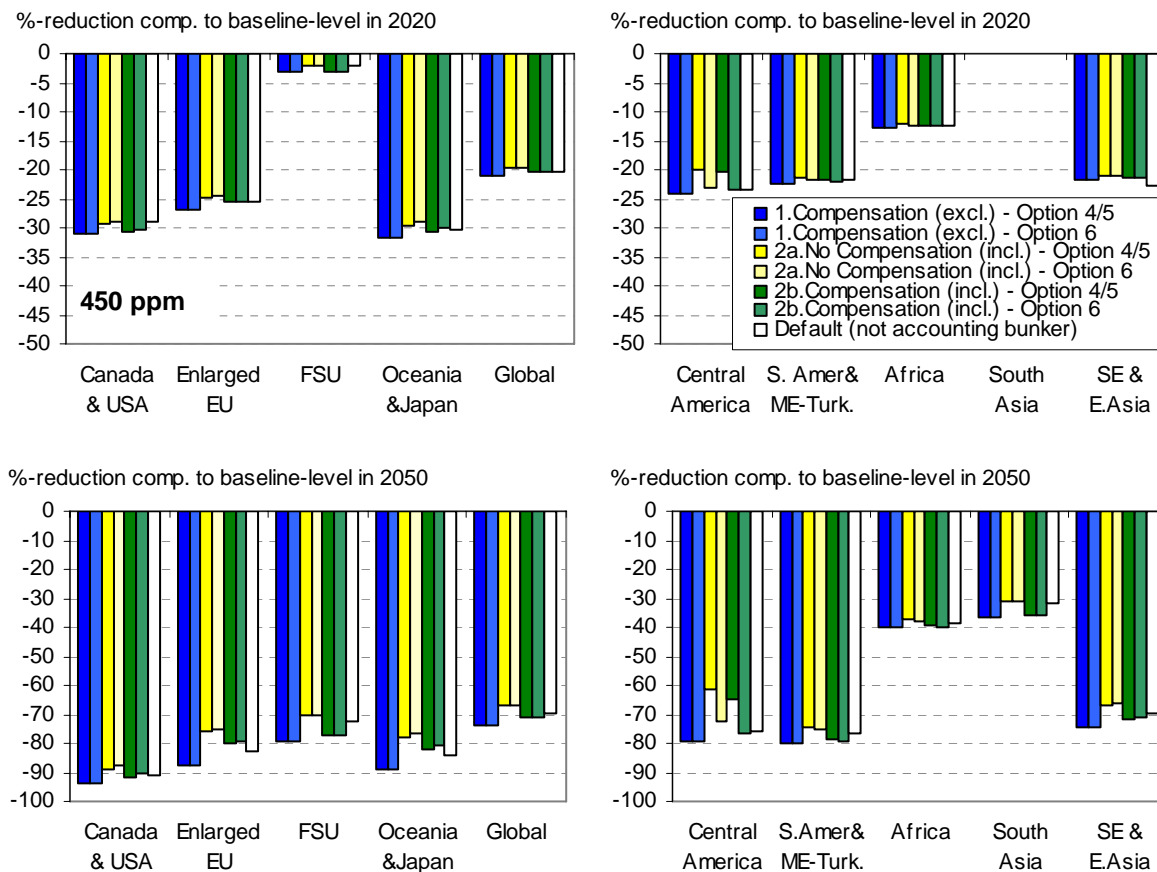 %-reduction comp. to baseline-level in 2020
0
-5
-10
-15
-20
-25
-30
-35
-40
-45
-50
450 ppm
Canada & USA
Enlarged EU
FSU
Oceania &Japan
Global
%-reduction comp. to baseline-level in 2020
0
-5
-10
-15
-20
-25
-30
-35
-40
-45
-50
1.Compensation (excl.) - Option 4/5
1.Compensation (excl.) - Option 6
2a.No Compensation (incl.) - Option 4/5
2a.No Compensation (incl.) - Option 6
2b.Compensation (incl.) - Option 4/5
2b.Compensation (incl.) - Option 6
Default (not accounting bunker)
Central America
S. Amer& ME-Turk.
Africa
South Asia
SE & E.Asia
%-reduction comp. to baseline-level in 2050
0
-10
-20
-30
-40
-50
-60
-70
-80
-90
-100
Canada & USA
Enlarged EU
FSU
Oceania &Japan
Global
%-reduction comp. to baseline-level in 2050
0
-10
-20
-30
-40
-50
-60
-70
-80
-90
-100
Central America
S.Amer& ME-Turk.
Africa
South Asia
SE & E.Asia